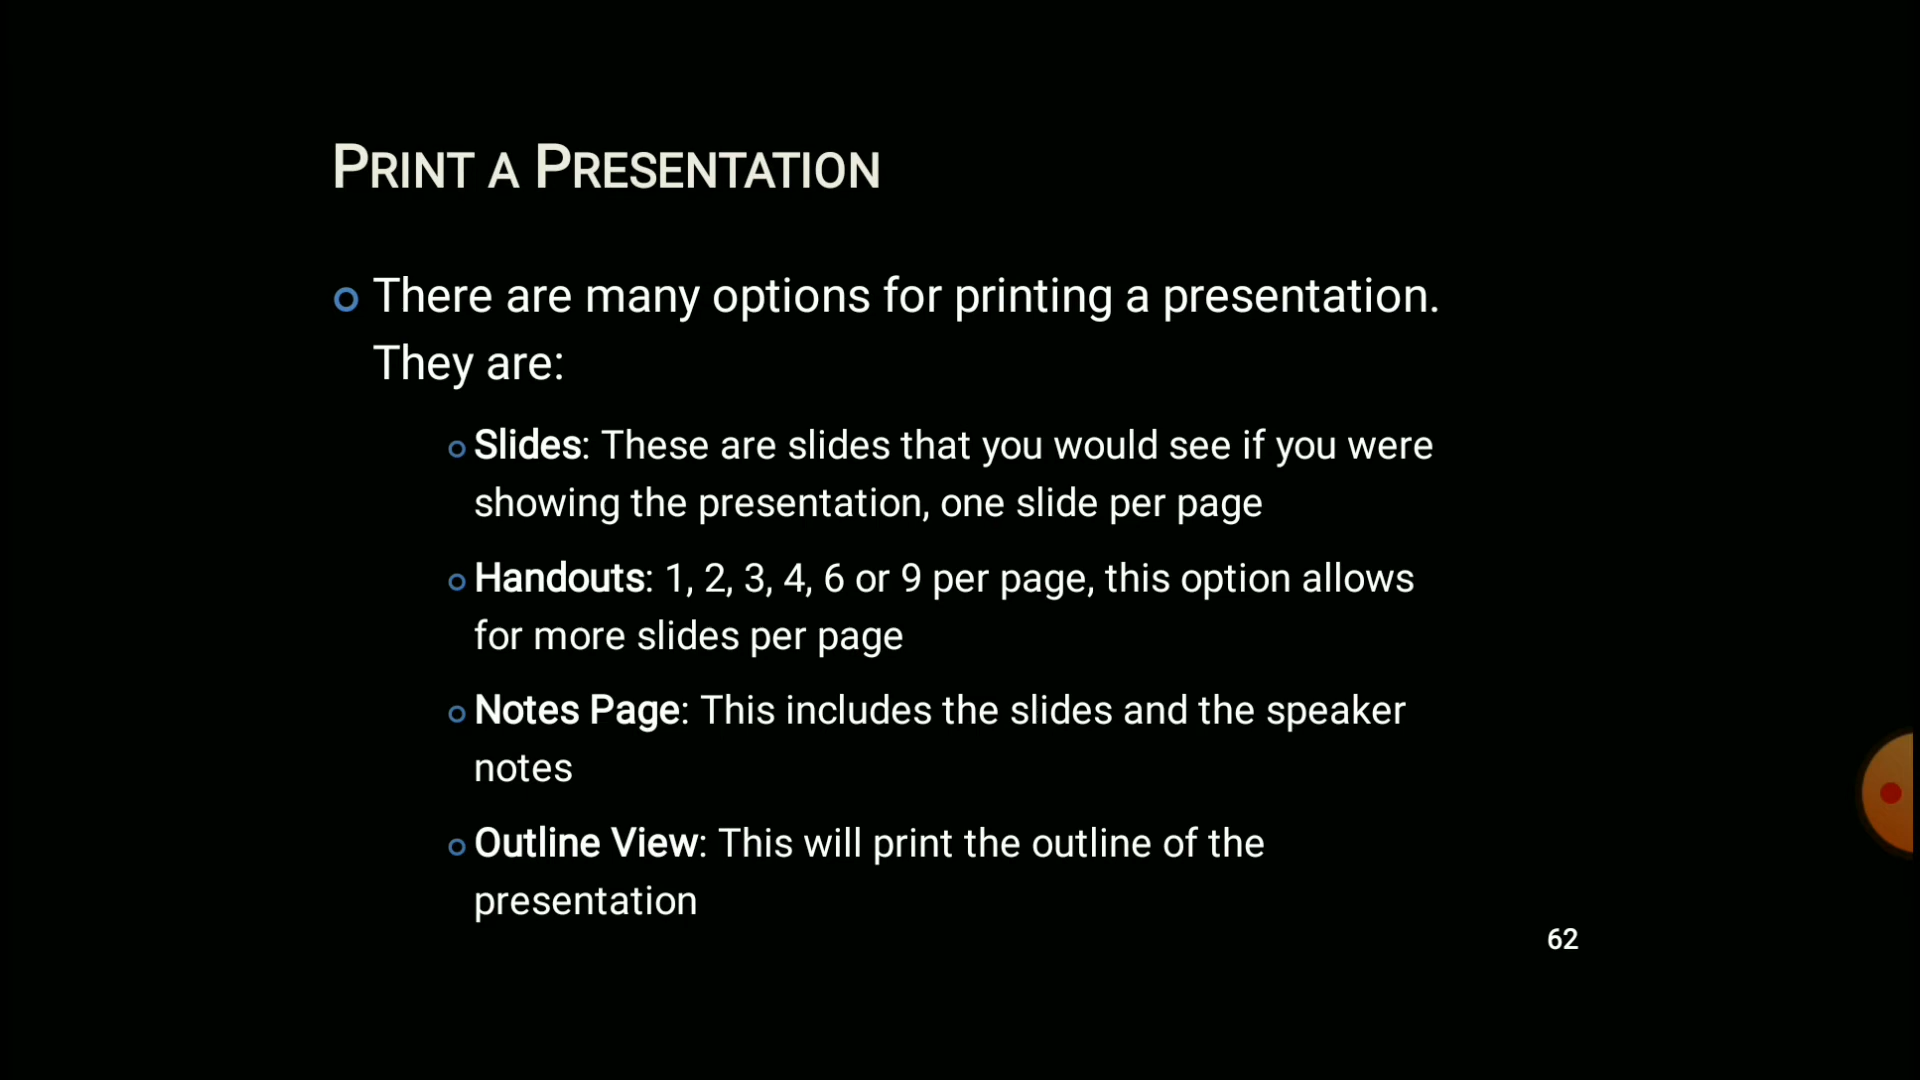 PRINT A PRESENTATION
There are many options for printing a presentation.
They are:
Slides: These are slides that you would see if you were
showing the presentation, one slide per page
Handouts: 1, 2, 3, 4, 6 or 9 per page, this option allows
for more slides per page
Notes Page: This includes the slides and the speaker
notes
Outline View: This will print the outline of the
presentation
62